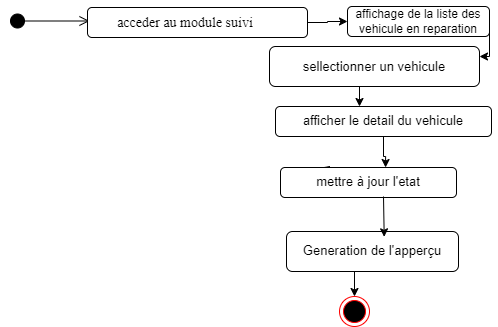 acceder au module suivi
affichage de la liste des
vehicule en reparation
sellectionner un vehicule
afficher le detail du vehicule
mettre à jour l'etat
Generation de l'apperçu